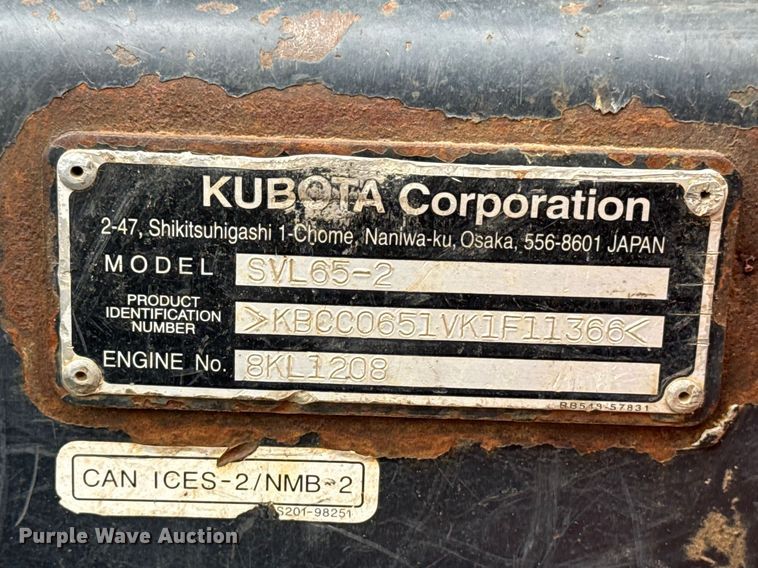 KUBOTA Corporation
2-47, Shikitsuhigashi 1-Chome, Naniwa-ku, Osaka, 556-8601 JAPAN
MODEL SVL65-2
PRODUCT
IDENTIFICATION
NUMBER >KBCC0651VK1F11366<
ENGINE No. 8KL1208
RB543-57831
CAN ICES-2/NMB-2
S201-98251
Purple Wave Auction